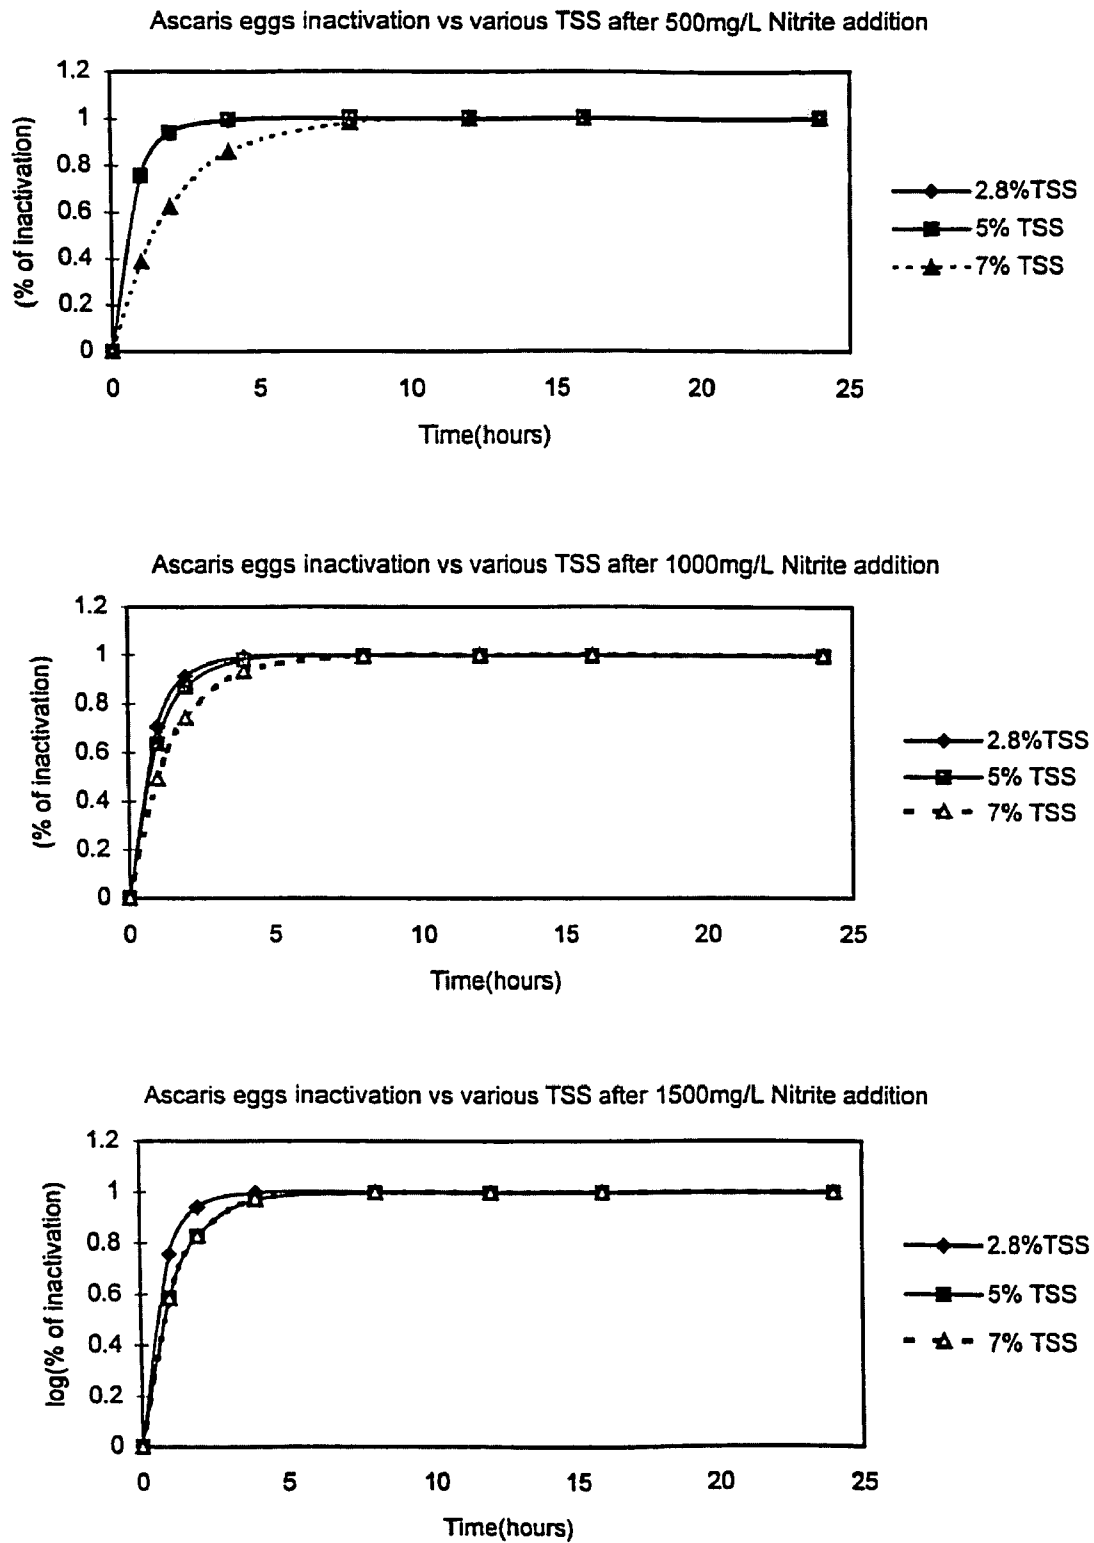 Ascaris eggs inactivation vs various TSS after 500mg/L Nitrite addition
1.2
1
0.8
0.6
0.4
0.2
0
(% of inactivation)
0 5 10 15 20 25
Time(hours)
2.8%TSS
5% TSS
7% TSS
Ascaris eggs inactivation vs various TSS after 1000mg/L Nitrite addition
1.2
1
0.8
0.6
0.4
0.2
0
(% of inactivation)
0 5 10 15 20 25
Time(hours)
2.8%TSS
5% TSS
7% TSS
Ascaris eggs inactivation vs various TSS after 1500mg/L Nitrite addition
1.2
1
0.8
0.6
0.4
0.2
0
log(% of inactivation)
0 5 10 15 20 25
Time(hours)
2.8%TSS
5% TSS
7% TSS